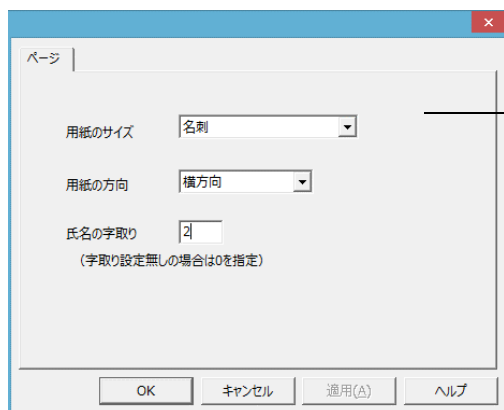 ページ
用紙のサイズ 名刺
用紙の方向 横方向
氏名の字取り 2
（字取り設定無しの場合は0を指定）
OK キャンセル 適用(A) ヘルプ